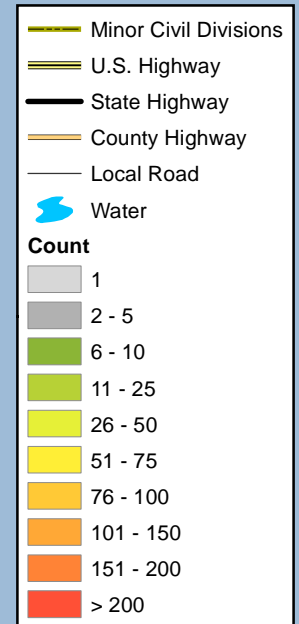 Minor Civil Divisions
U.S. Highway
State Highway
County Highway
Local Road
Water
Count
1
2 - 5
6 - 10
11 - 25
26 - 50
51 - 75
76 - 100
101 - 150
151 - 200
> 200